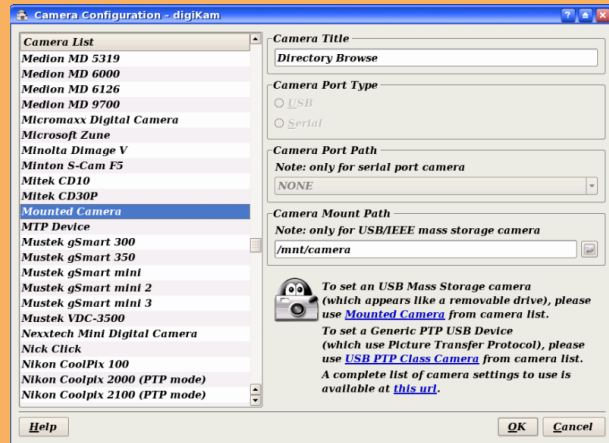 Camera Configuration - digiKam
Camera List
Medion MD 5319
Medion MD 6000
Medion MD 6126
Medion MD 9700
Micromaxx Digital Camera
Microsoft Zune
Minolta Dimage V
Minton S-Cam F5
Mitek CD10
Mitek CD30P
Mounted Camera
MTP Device
Mustek gSmart 300
Mustek gSmart 350
Mustek gSmart mini
Mustek gSmart mini 2
Mustek gSmart mini 3
Mustek VDC-3500
Nexxtech Mini Digital Camera
Nick Click
Nikon CoolPix 100
Nikon Coolpix 2000 (PTP mode)
Nikon Coolpix 2100 (PTP mode)
Camera Title
Directory Browse
Camera Port Type
USB
Serial
Camera Port Path
Note: only for serial port camera
NONE
Camera Mount Path
Note: only for USB/IEEE mass storage camera
/mnt/camera
To set an USB Mass Storage camera
(which appears like a removable drive), please
use Mounted Camera from camera list.
To set a Generic PTP USB Device
(which use Picture Transfer Protocol), please
use USB PTP Class Camera from camera list.
A complete list of camera settings to use is
available at this url.
Help
OK
Cancel